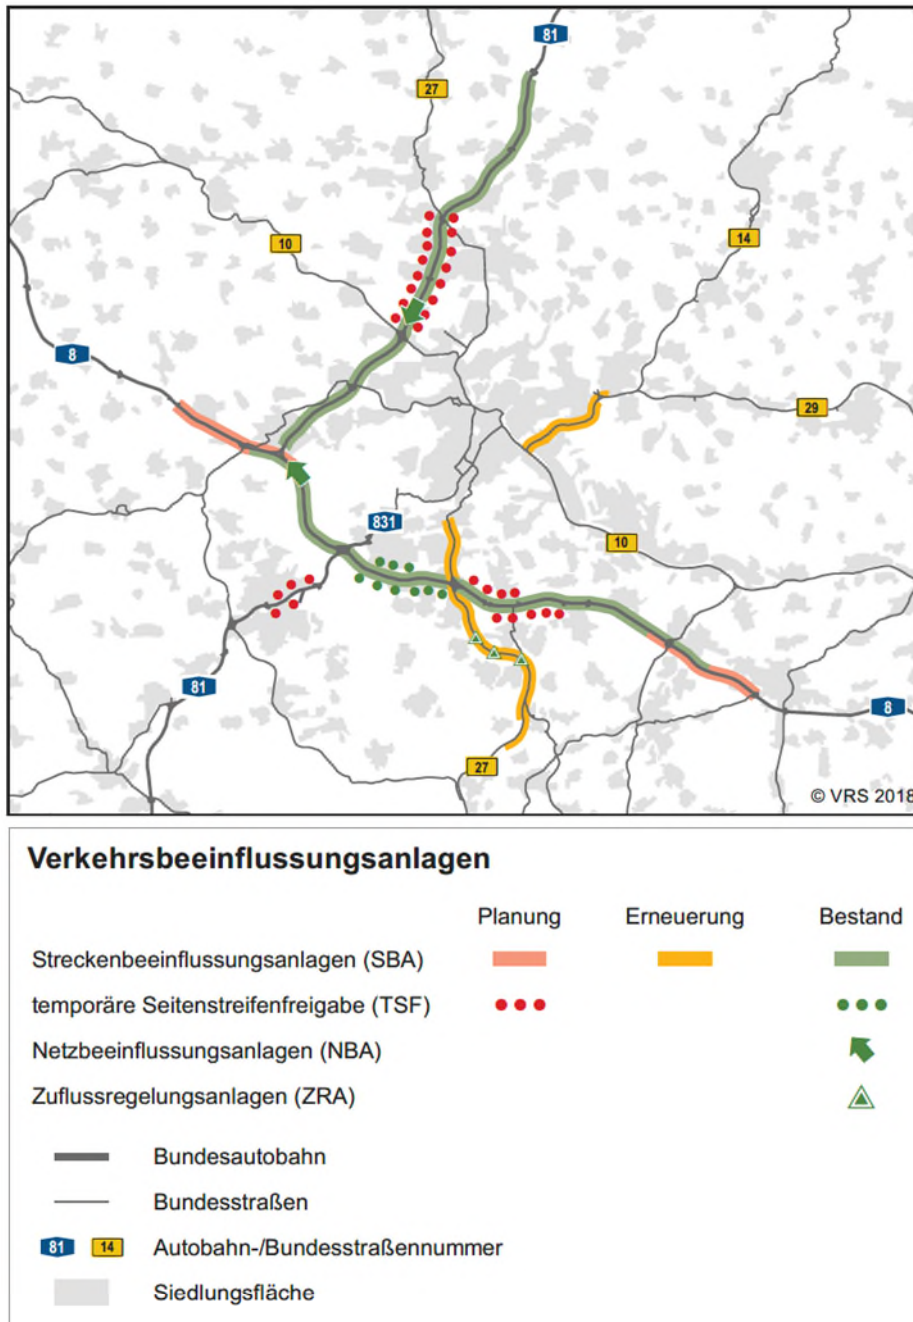 81
27
14
10
8
29
831
10
81
8
27
© VRS 2018
Verkehrsbeeinflussungsanlagen
Planung Erneuerung Bestand
Streckenbeeinflussungsanlagen (SBA)
temporäre Seitenstreifenfreigabe (TSF)
Netzbeeinflussungsanlagen (NBA)
Zuflussregelungsanlagen (ZRA)
Bundesautobahn
Bundesstraßen
81 14 Autobahn-/Bundesstraßennummer
Siedlungsfläche